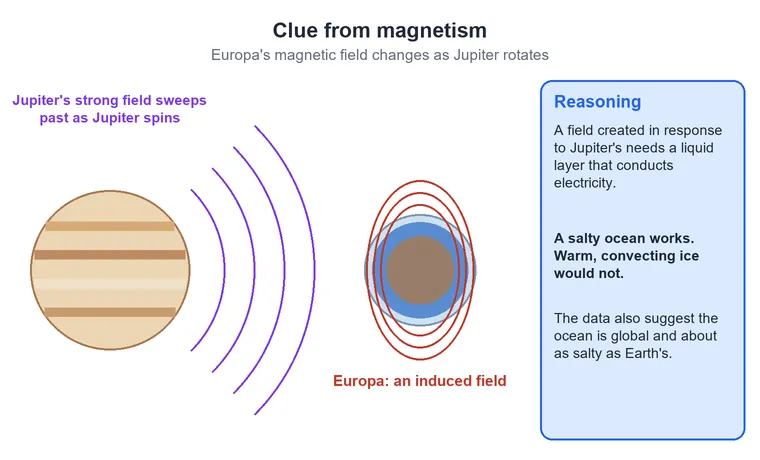 Clue from magnetism
Europa's magnetic field changes as Jupiter rotates
Jupiter's strong field sweeps
past as Jupiter spins
Europa: an induced field
Reasoning
A field created in response
to Jupiter's needs a liquid
layer that conducts
electricity.
A salty ocean works.
Warm, convecting ice
would not.
The data also suggest the
ocean is global and about
as salty as Earth's.